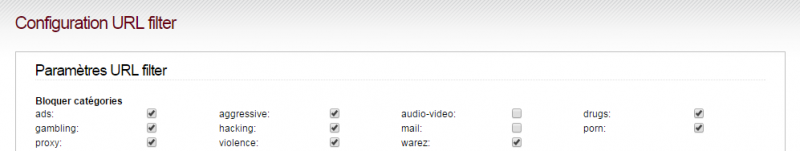 Configuration URL filter
Paramètres URL filter
Bloquer catégories
ads: aggressive: audio-video: drugs:
gambling: hacking: mail: porn:
proxy: violence: warez: